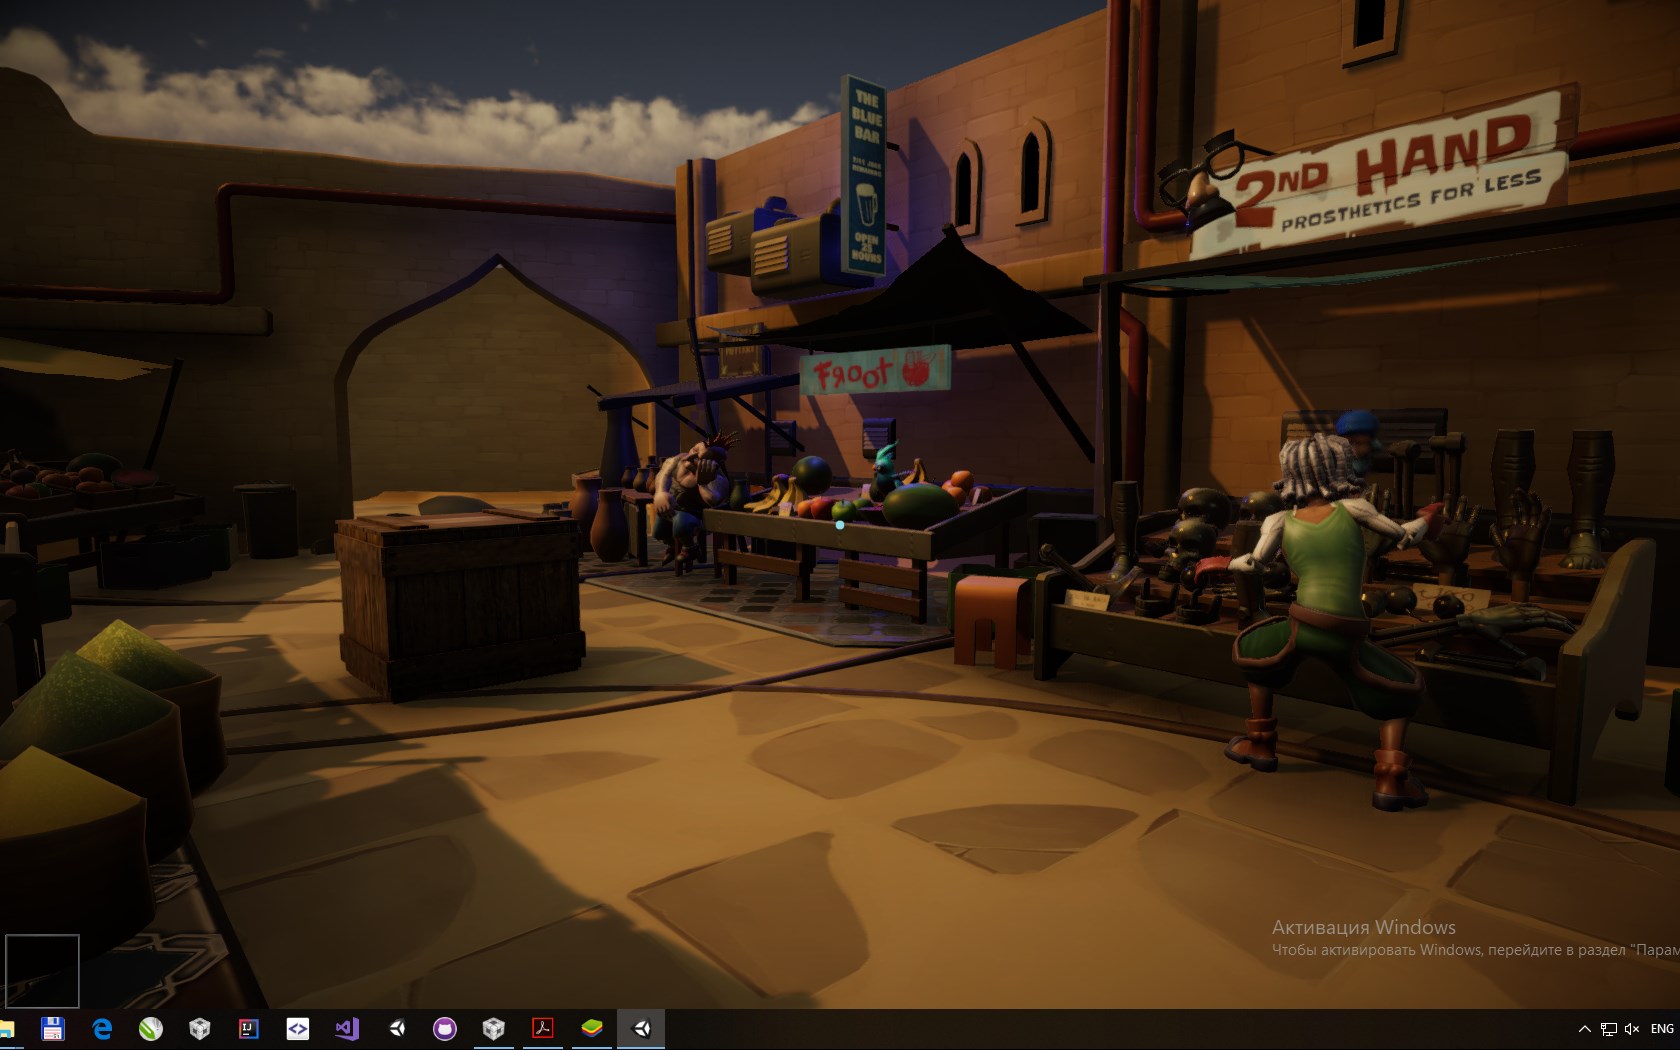 THE
BLUE
BAR
OPEN
25
HOURS
2ND HAND
PROSTHETICS FOR LESS
FROOT
Активация Windows
Чтобы активировать Windows, перейдите в раздел "Парам
ENG